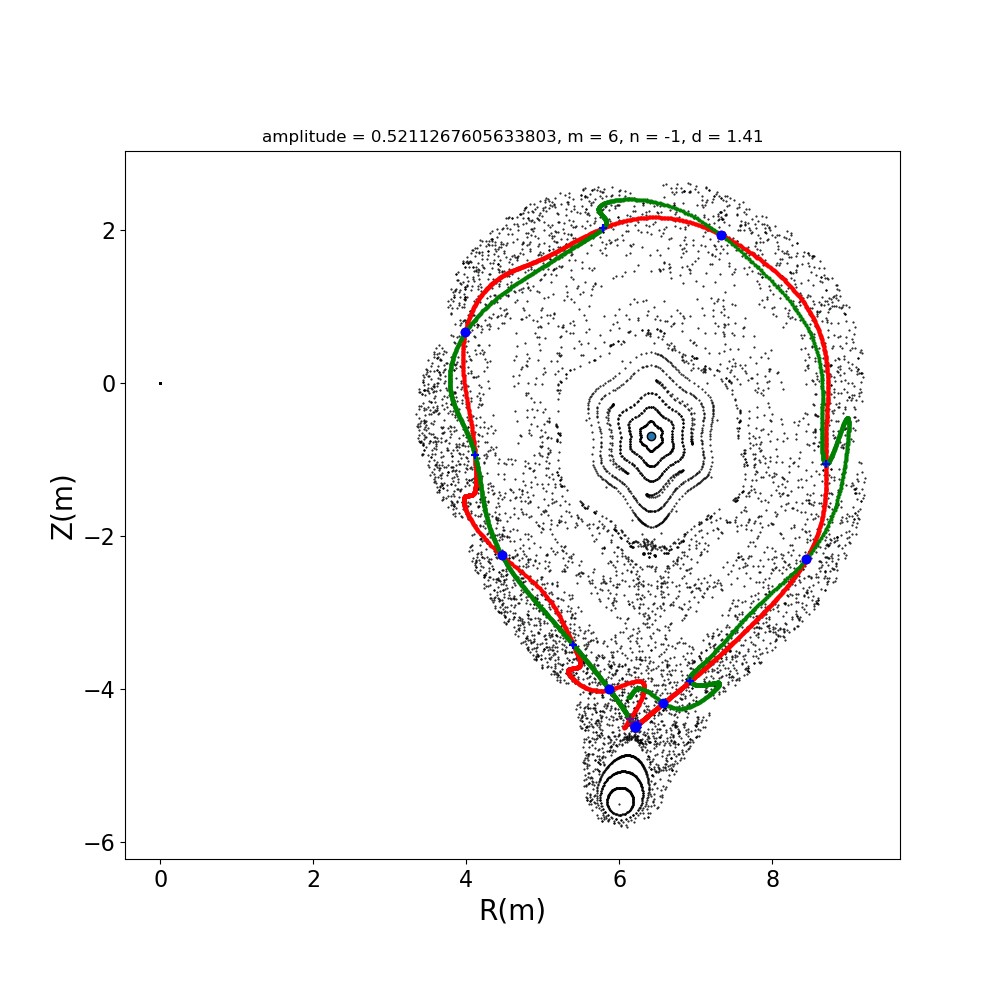 amplitude = 0.5211267605633803, m = 6, n = -1, d = 1.41
Z(m)
2
0
−2
−4
−6
0 2 4 6 8
R(m)